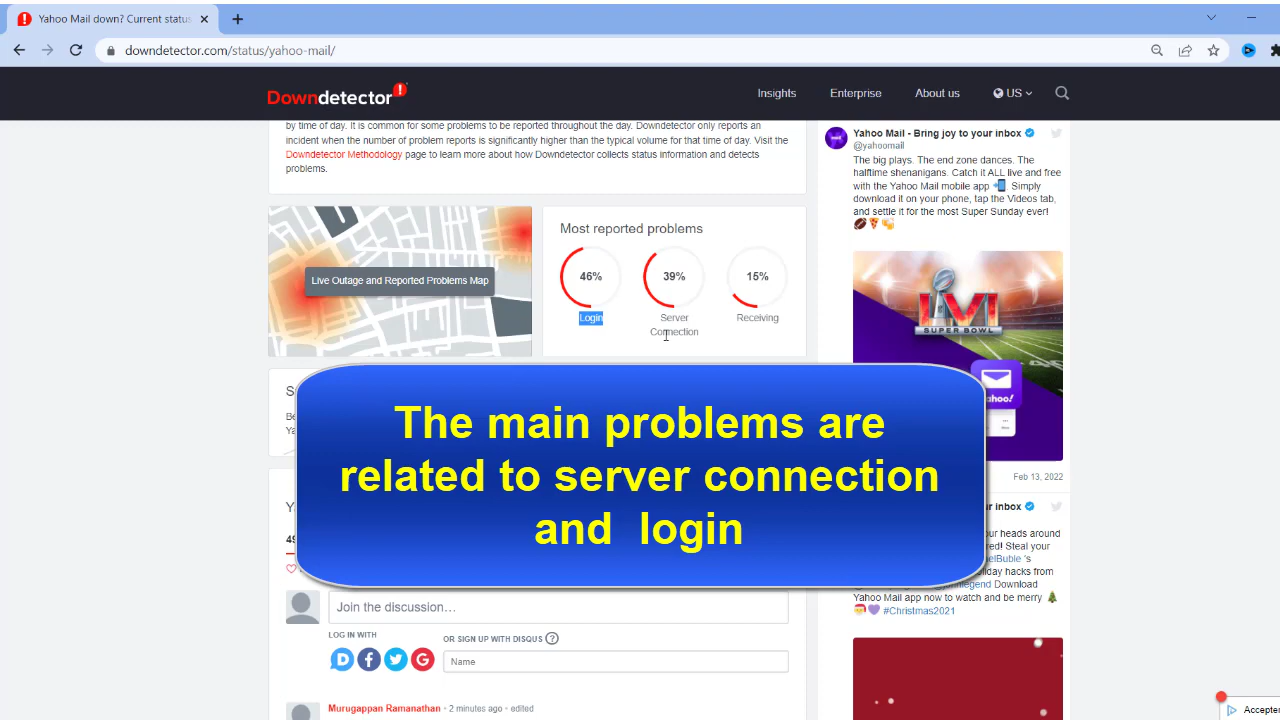 Yahoo Mail down? Current status
downdetector.com/status/yahoo-mail/
Downdetector
Insights
Enterprise
About us
US
by time of day. It is common for some problems to be reported throughout the day. Downdetector only reports an
incident when the number of problem reports is significantly higher than the typical volume for that time of day. Visit the
Downdetector Methodology page to learn more about how Downdetector collects status information and detects
problems.
Live Outage and Reported Problems Map
Most reported problems
46%
39%
15%
Login
Server
Connection
Receiving
The main problems are
related to server connection
and login
Join the discussion…
LOG IN WITH
OR SIGN UP WITH DISQUS ?
Name
Murugappan Ramanathan - 2 minutes ago - edited
Yahoo Mail - Bring joy to your inbox
@yahoomail
The big plays. The end zone dances. The
halftime shenanigans. Catch it ALL live and free
with the Yahoo Mail mobile app 📲 Simply
download it on your phone, tap the Videos tab,
and settle it for the most Super Sunday ever!
🏈🍕🍻
LVI
SUPER BOWL
yahoo!
Feb 13, 2022
inbox
heads around
Steal your
's
hacks from
Download
Yahoo Mail app now to watch and be merry 🎄
🎅💜 #Christmas2021